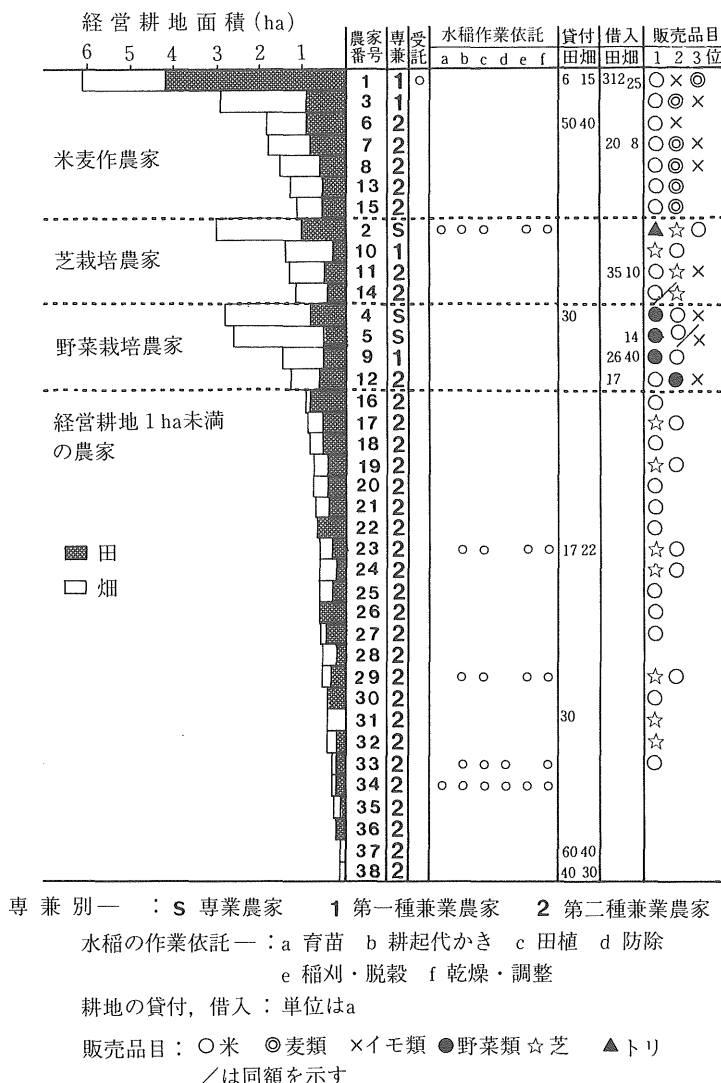 経営耕地面積 (ha)
6 5 4 3 2 1
農家番号 専兼 受託 水稲作業依託 貸付 借入 販売品目
a b c d e f 田 畑 田 畑 1 2 3 位
1 1 ○ 6 15 312 25 ○ × ◎
3 1 ○ ◎ ×
6 2 50 40 ○ ×
米麦作農家
7 2 20 8 ○ ◎ ×
8 2 ○ ◎ ×
13 2 ○ ◎
15 2 ○ ◎
2 S ○ ○ ○ ○ ○ ▲ ☆ ○
芝栽培農家
10 1 ☆ ○
11 2 35 10 ○ ☆ ×
14 2 ○/☆
4 S 30 ● ○ ×
野菜栽培農家
5 S 14 ● ○/×
9 1 26 40 ● ○
12 2 17 ○ ● ×
16 2 ○
経営耕地1ha未満
の農家
17 2 ☆ ○
18 2 ○
19 2 ☆ ○
20 2 ○
21 2 ○
22 2 ○
田
23 2 ○ ○ ○ ○ 17 22 ☆ ○
24 2 ☆ ○
畑
25 2 ○
26 2 ○
27 2 ○
28 2
29 2 ○ ○ ○ ○ ☆ ○
30 2 ○
31 2 30 ☆
32 2 ☆
33 2 ○ ○ ○ ○ ○
34 2 ○ ○ ○ ○ ○ ○
35 2
36 2
37 2 60 40
38 2 40 30
専兼別― : S 専業農家 1 第一種兼業農家 2 第二種兼業農家
水稲の作業依託― : a 育苗 b 耕起代かき c 田植 d 防除
e 稲刈・脱穀 f 乾燥・調整
耕地の貸付, 借入 : 単位はa
販売品目 : ○米 ◎麦類 ×イモ類 ●野菜類 ☆芝 ▲トリ
/は同額を示す